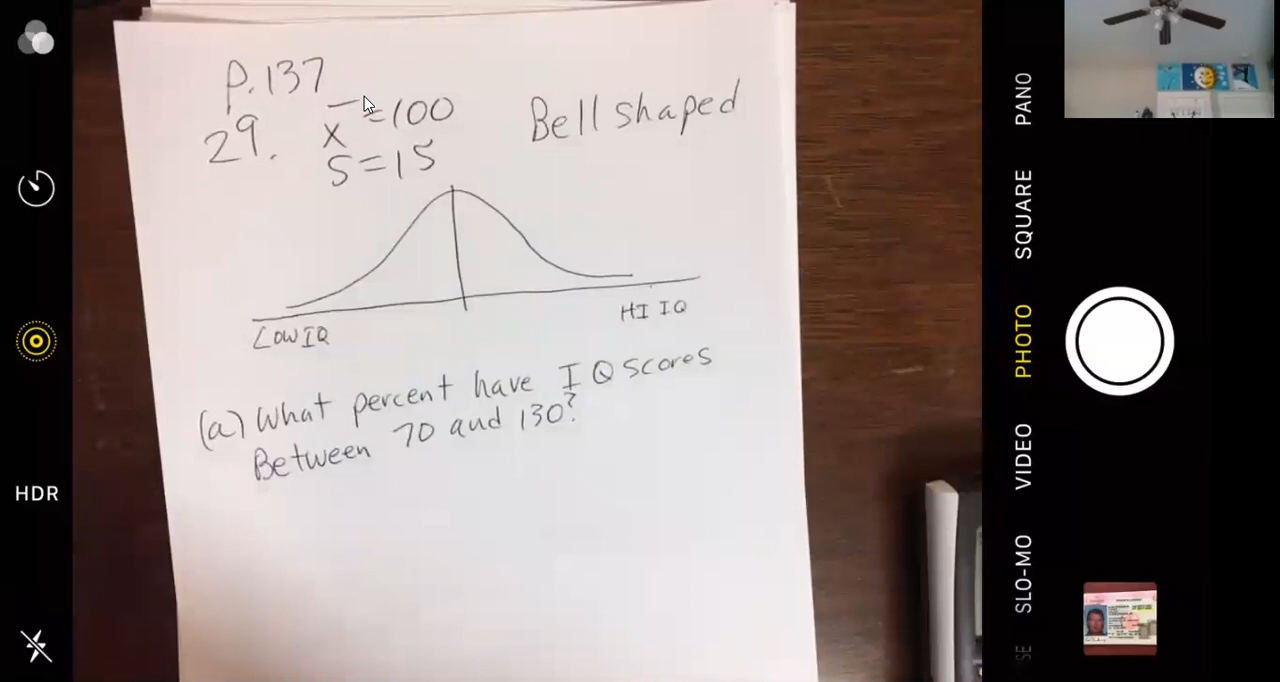 P.137
29. x̄ = 100
S = 15
Bell shaped
LOW IQ
HI IQ
(a) What percent have IQ scores
Between 70 and 130?
HDR
PANO
SQUARE
PHOTO
VIDEO
SLO-MO
SE